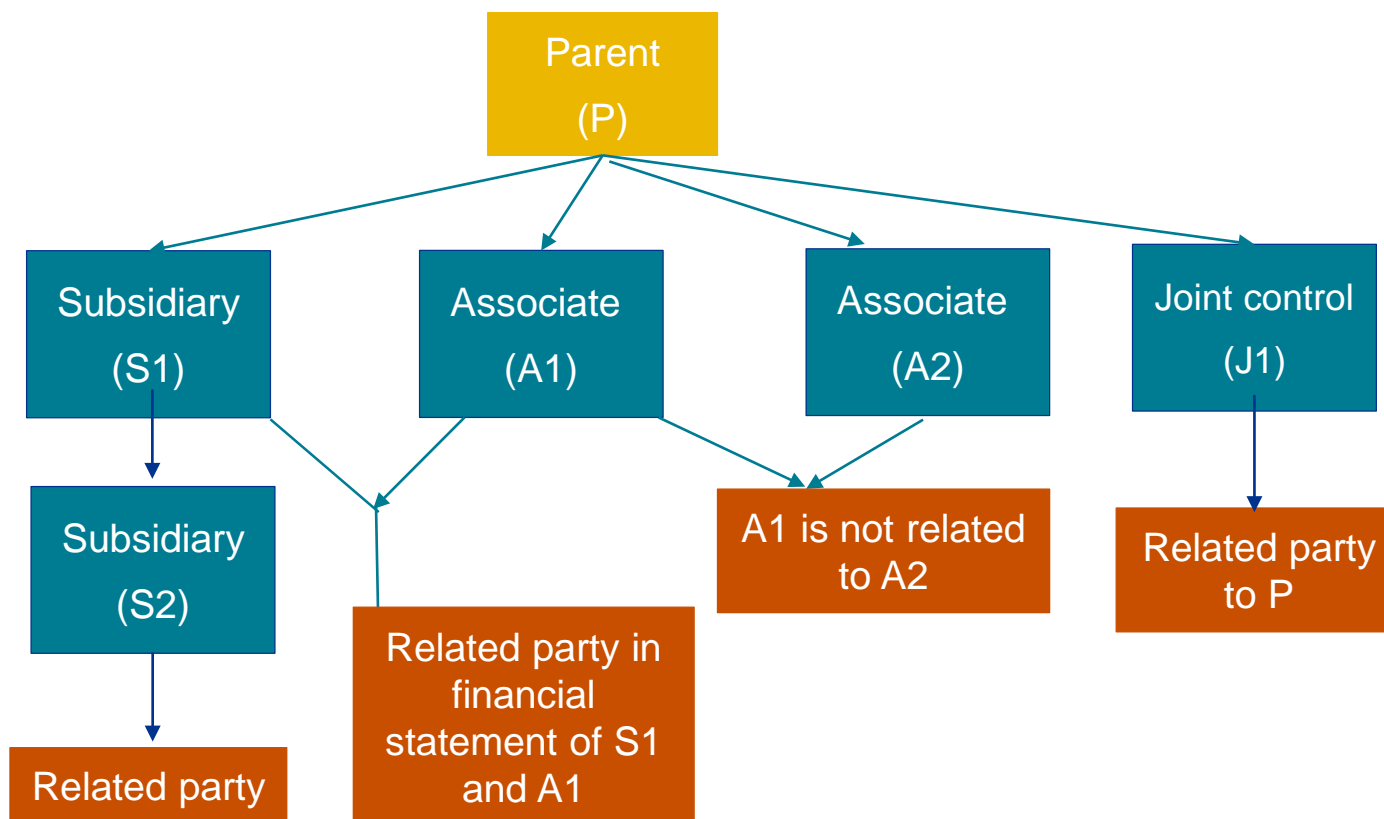 Parent
(P)
Subsidiary
(S1)
Associate
(A1)
Associate
(A2)
Joint control
(J1)
Subsidiary
(S2)
A1 is not related
to A2
Related party
to P
Related party in
financial
statement of S1
and A1
Related party